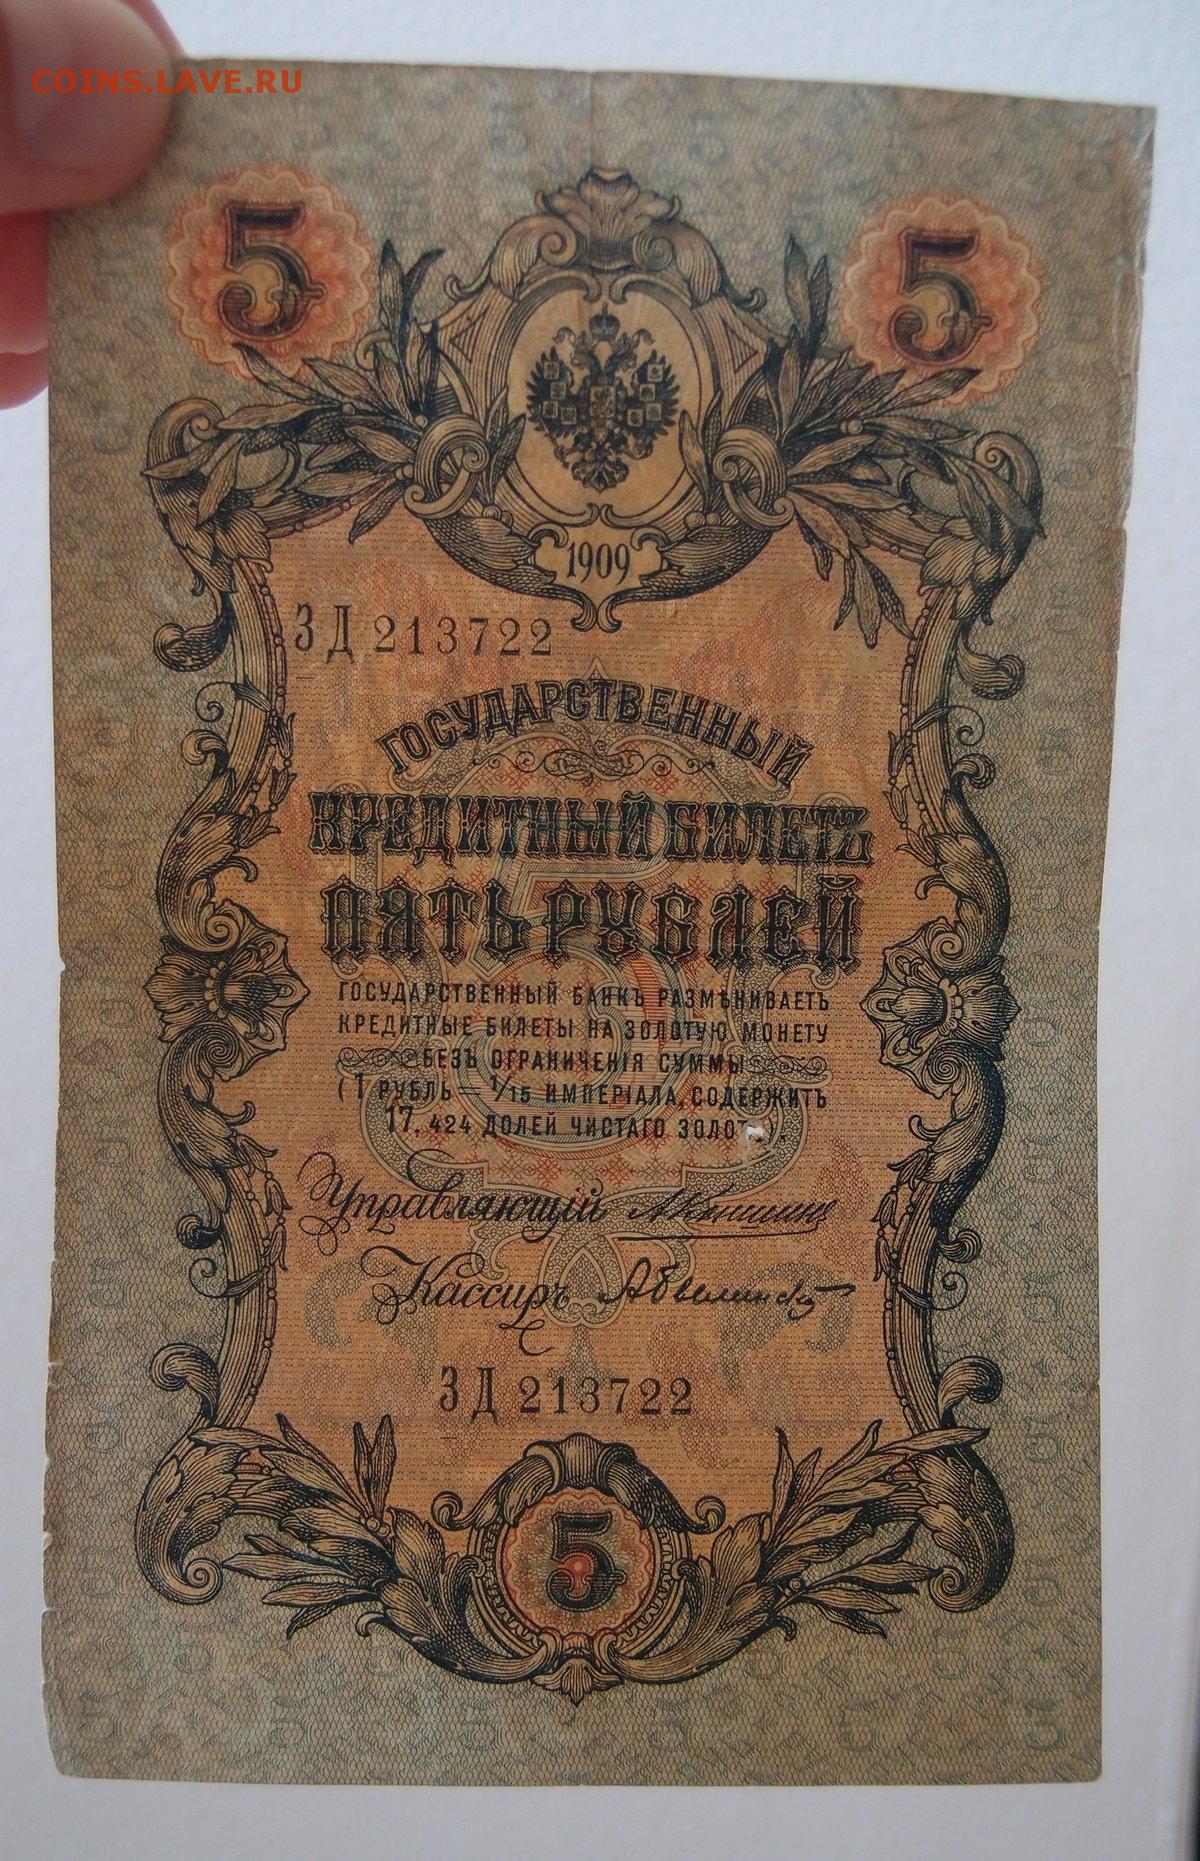 COINS.LAVE.RU
5 5
1909
ЗД 213722
ГОСУДАРСТВЕННЫЙ
КРЕДИТНЫЙ БИЛЕТЪ
ПЯТЬ РУБЛЕЙ
ГОСУДАРСТВЕННЫЙ БАНКЪ РАЗМѢНИВАЕТЪ
КРЕДИТНЫЕ БИЛЕТЫ НА ЗОЛОТУЮ МОНЕТУ
БЕЗЪ ОГРАНИЧЕНІЯ СУММЫ
(1 РУБЛЬ — 1/15 ИМПЕРІАЛА, СОДЕРЖИТЪ
17,424 ДОЛЕЙ ЧИСТАГО ЗОЛОТ ).
Управляющій АКоншинъ
Кассиръ
ЗД 213722
5